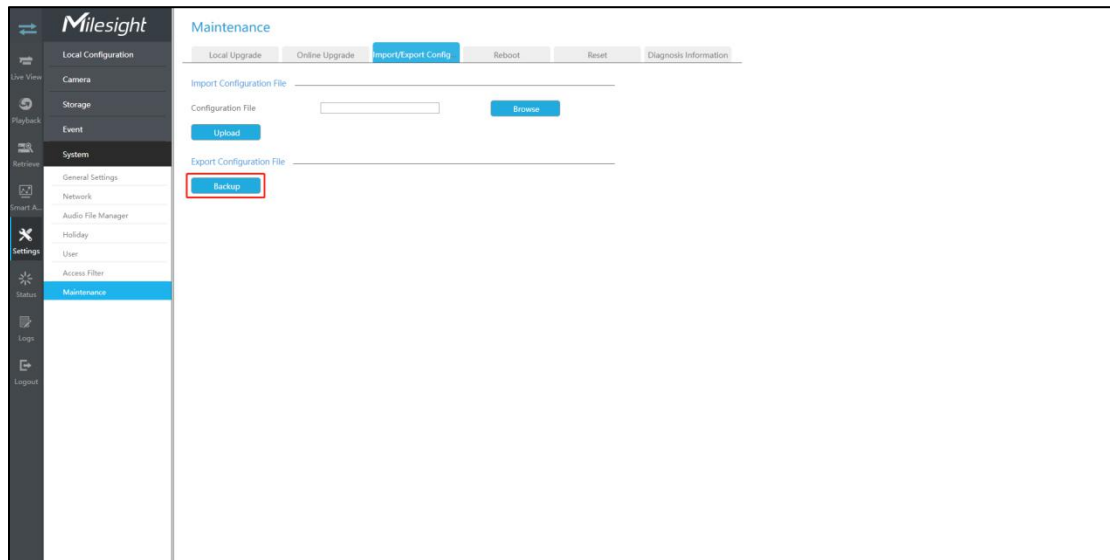 Milesight
Live View
Playback
Retrieve
Smart A...
Settings
Status
Logs
Logout
Local Configuration
Camera
Storage
Event
System
General Settings
Network
Audio File Manager
Holiday
User
Access Filter
Maintenance
Maintenance
Local Upgrade Online Upgrade Import/Export Config Reboot Reset Diagnosis Information
Import Configuration File
Configuration File Browse
Upload
Export Configuration File
Backup